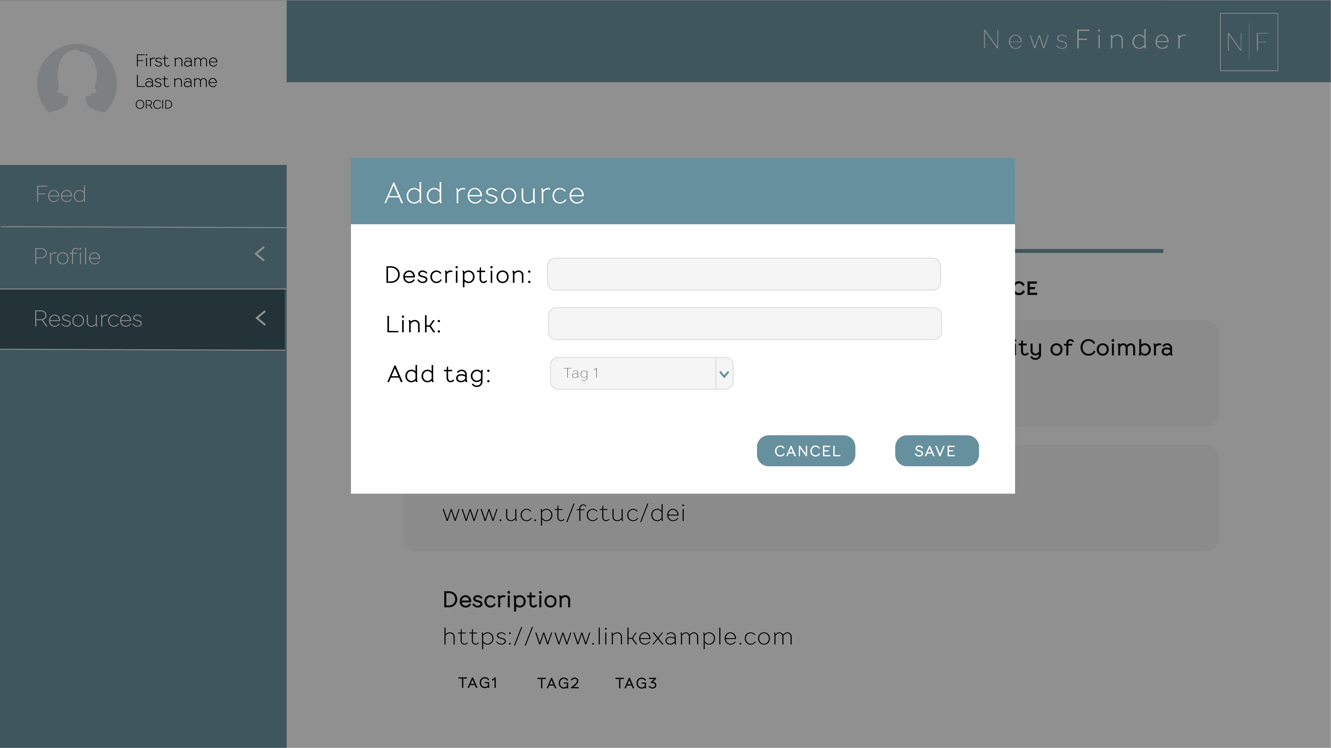 First name
Last name
ORCID
NewsFinder
N|F
Feed
Profile
Resources
Add resource
Description:
Link:
Add tag:
Tag 1
CANCEL
SAVE
CE
ity of Coimbra
www.uc.pt/fctuc/dei
Description
https://www.linkexample.com
TAG1 TAG2 TAG3